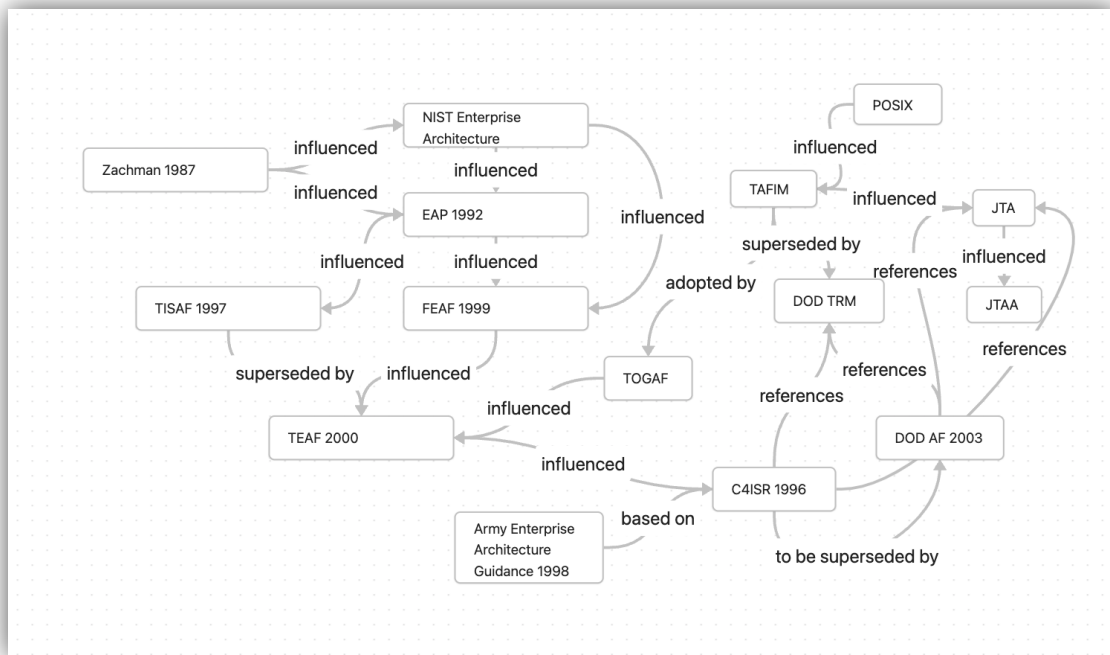 POSIX
NIST Enterprise
Architecture
influenced
influenced
Zachman 1987
influenced
influenced
TAFIM
influenced
influenced
JTA
EAP 1992
influenced
superseded by
influenced
influenced
influenced
references
adopted by
TISAF 1997
FEAF 1999
DOD TRM
JTAA
references
superseded by
influenced
references
TOGAF
references
influenced
TEAF 2000
DOD AF 2003
influenced
C4ISR 1996
based on
Army Enterprise
Architecture
Guidance 1998
to be superseded by